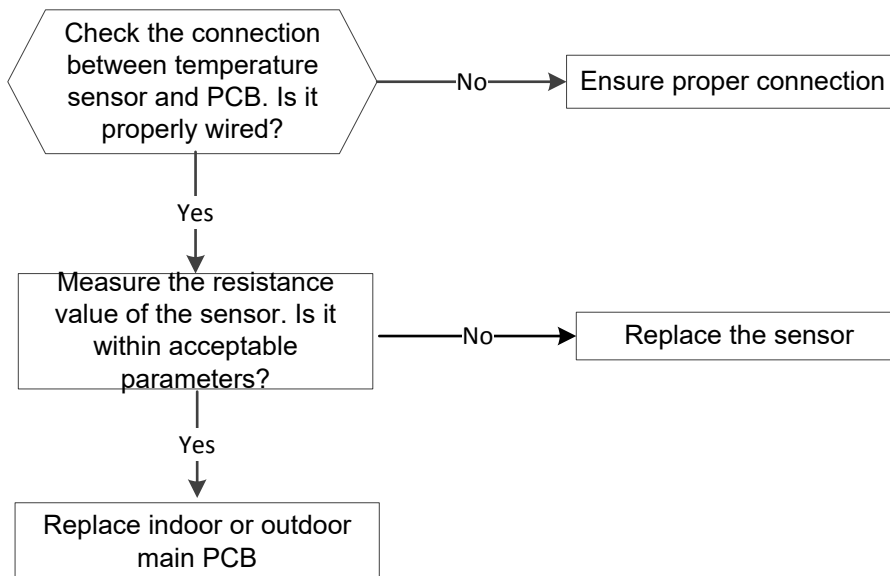 Check the connection
between temperature
sensor and PCB. Is it
properly wired?
No
Ensure proper connection
Yes
Measure the resistance
value of the sensor. Is it
within acceptable
parameters?
No
Replace the sensor
Yes
Replace indoor or outdoor
main PCB